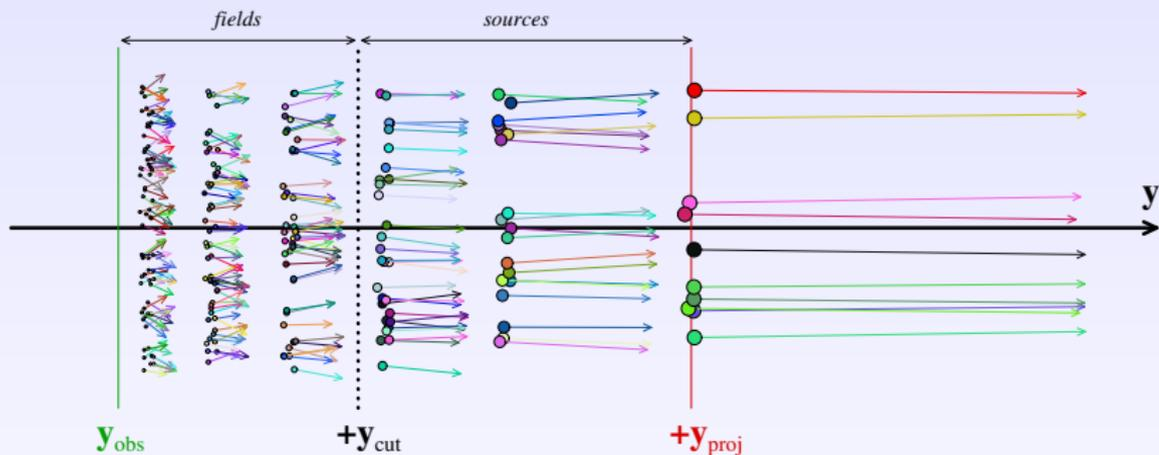 fields sources
y
y_obs +y_cut +y_proj